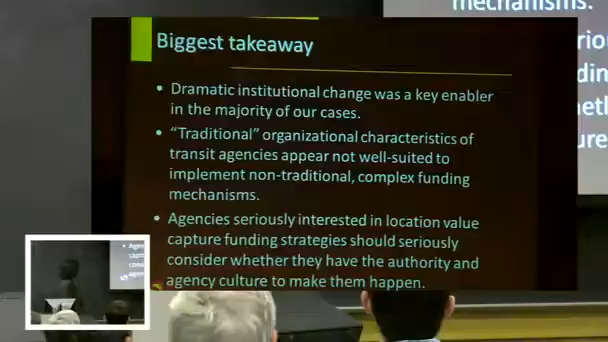 mechanisms.
Biggest takeaway
• Dramatic institutional change was a key enabler
in the majority of our cases.
• “Traditional” organizational characteristics of
transit agencies appear not well-suited to
implement non-traditional, complex funding
mechanisms.
• Agencies seriously interested in location value
capture funding strategies should seriously
consider whether they have the authority and
agency culture to make them happen.